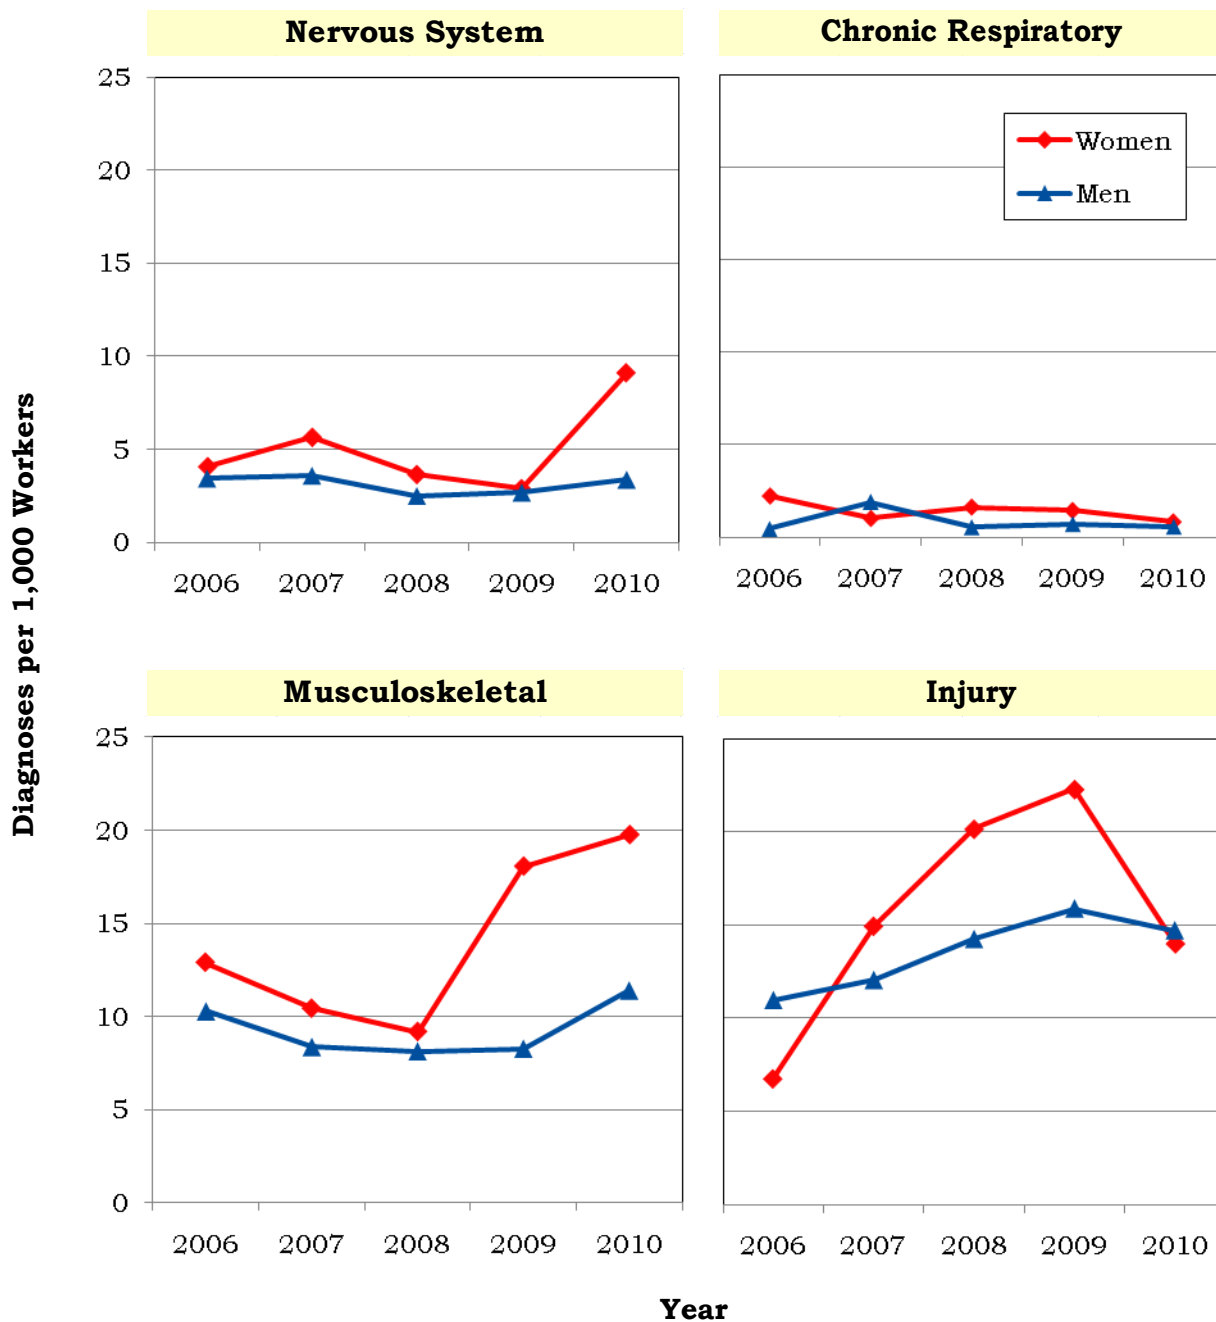 Nervous System
Chronic Respiratory
25
20
15
10
5
0
Women
Men
2006 2007 2008 2009 2010
2006 2007 2008 2009 2010
Diagnoses per 1,000 Workers
Musculoskeletal
Injury
25
20
15
10
5
0
2006 2007 2008 2009 2010
2006 2007 2008 2009 2010
Year